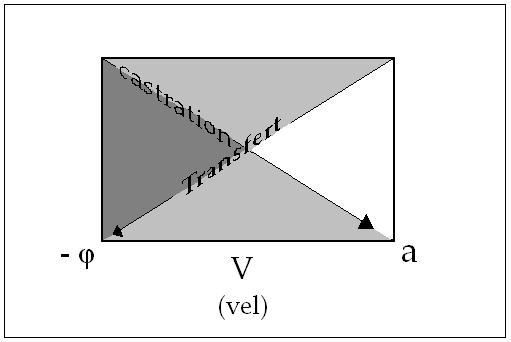 castration
Transfert
- φ
a
V
(vel)